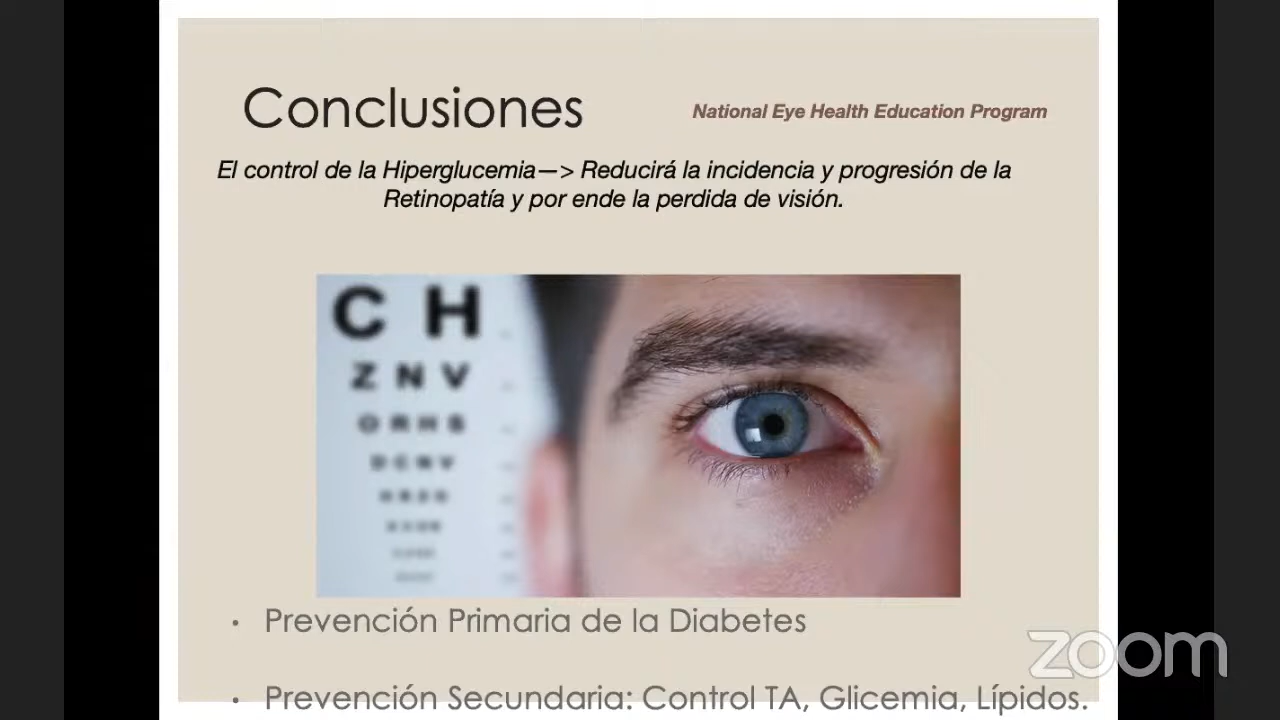 Conclusiones
National Eye Health Education Program
El control de la Hiperglucemia—> Reducirá la incidencia y progresión de la
Retinopatía y por ende la perdida de visión.
C H
Z N V
O R H S
D C N V
Prevención Primaria de la Diabetes
Prevención Secundaria: Control TA, Glicemia, Lípidos.
zoom